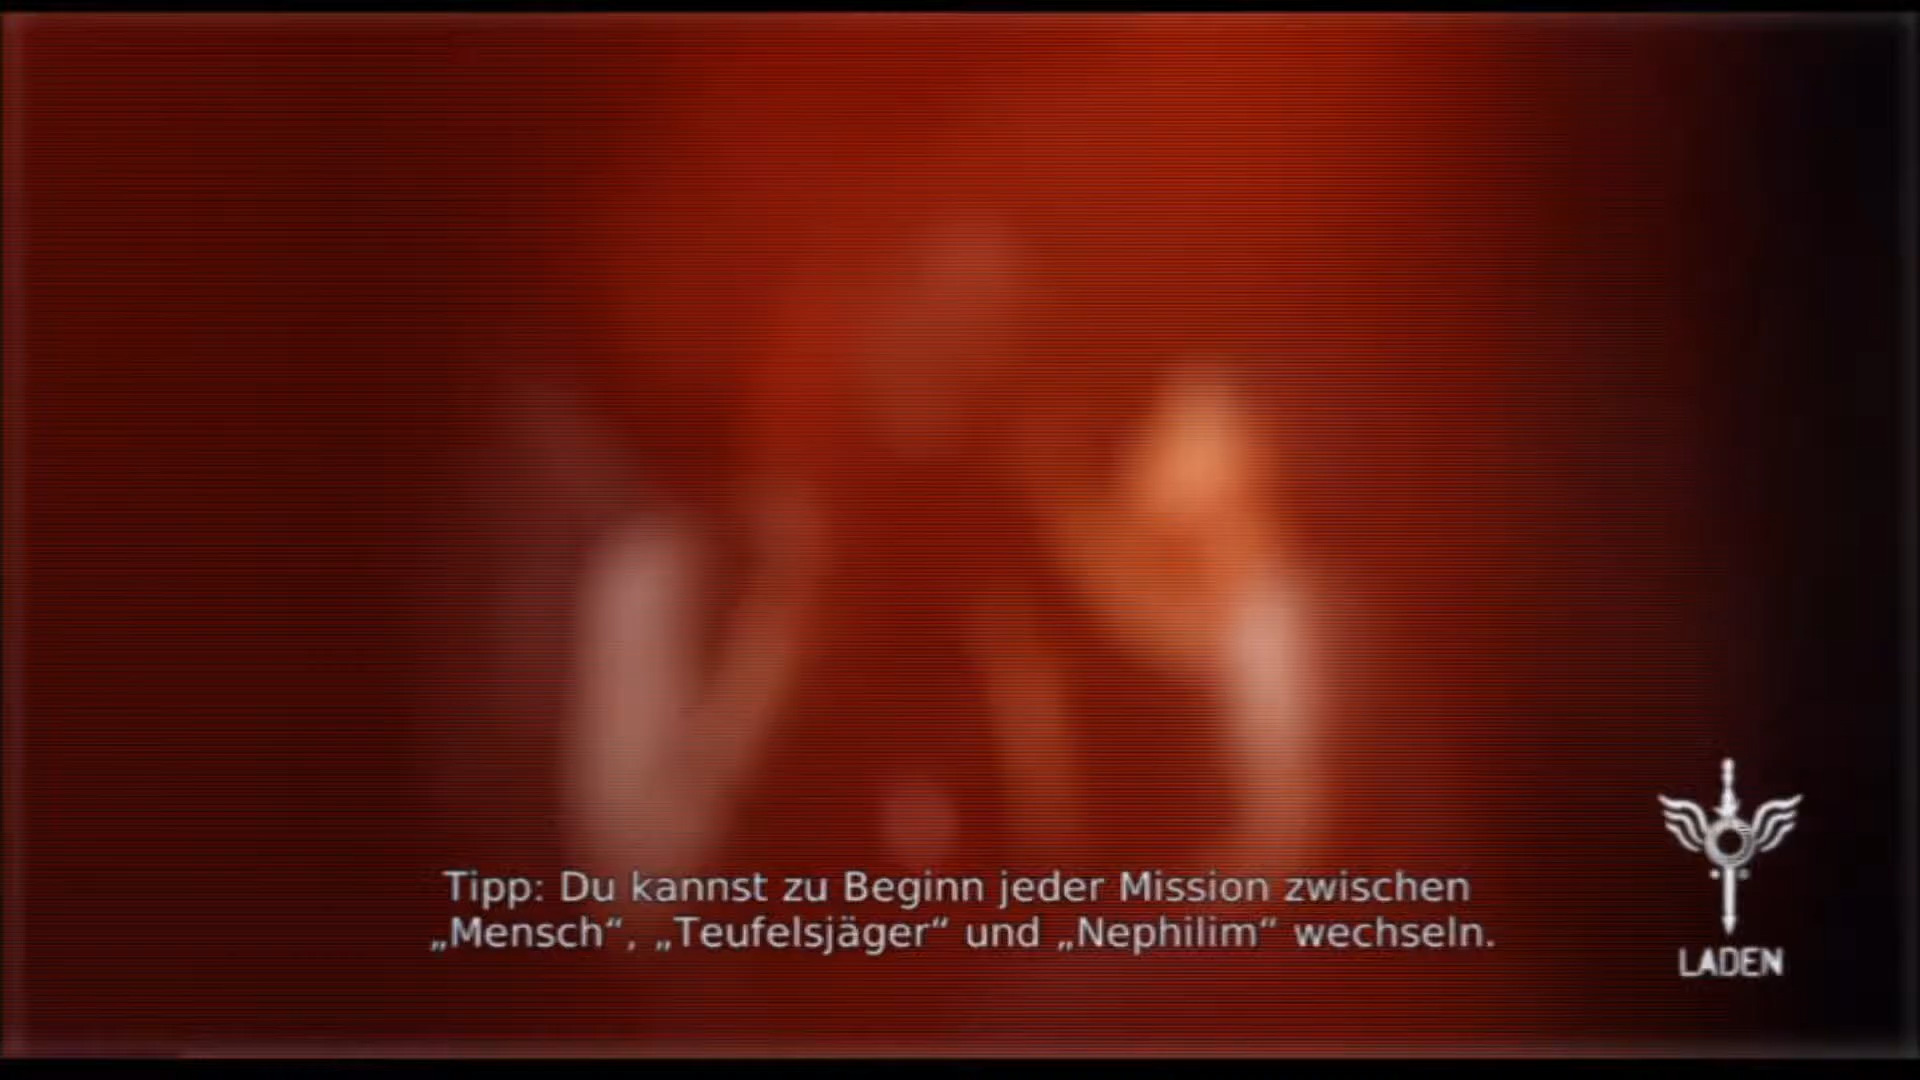 Tipp: Du kannst zu Beginn jeder Mission zwischen
„Mensch“, „Teufelsjäger“ und „Nephilim“ wechseln.
LADEN